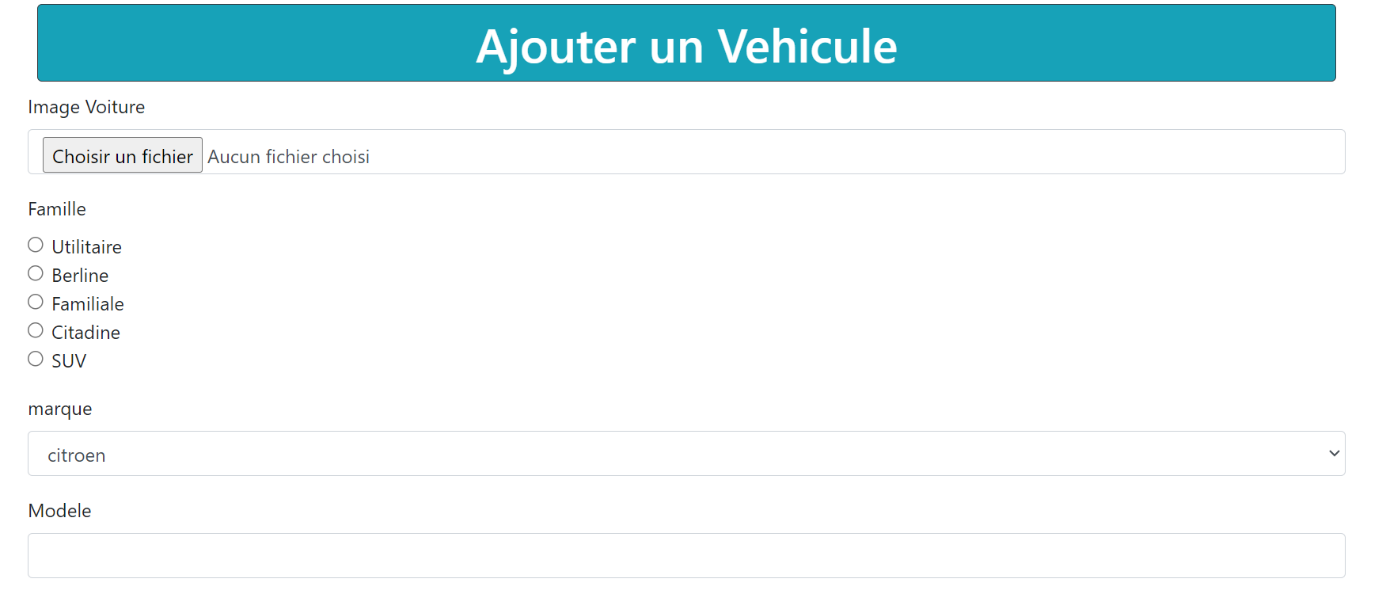 Ajouter un Vehicule
Image Voiture
Choisir un fichier Aucun fichier choisi
Famille
Utilitaire
Berline
Familiale
Citadine
SUV
marque
citroen
Modele